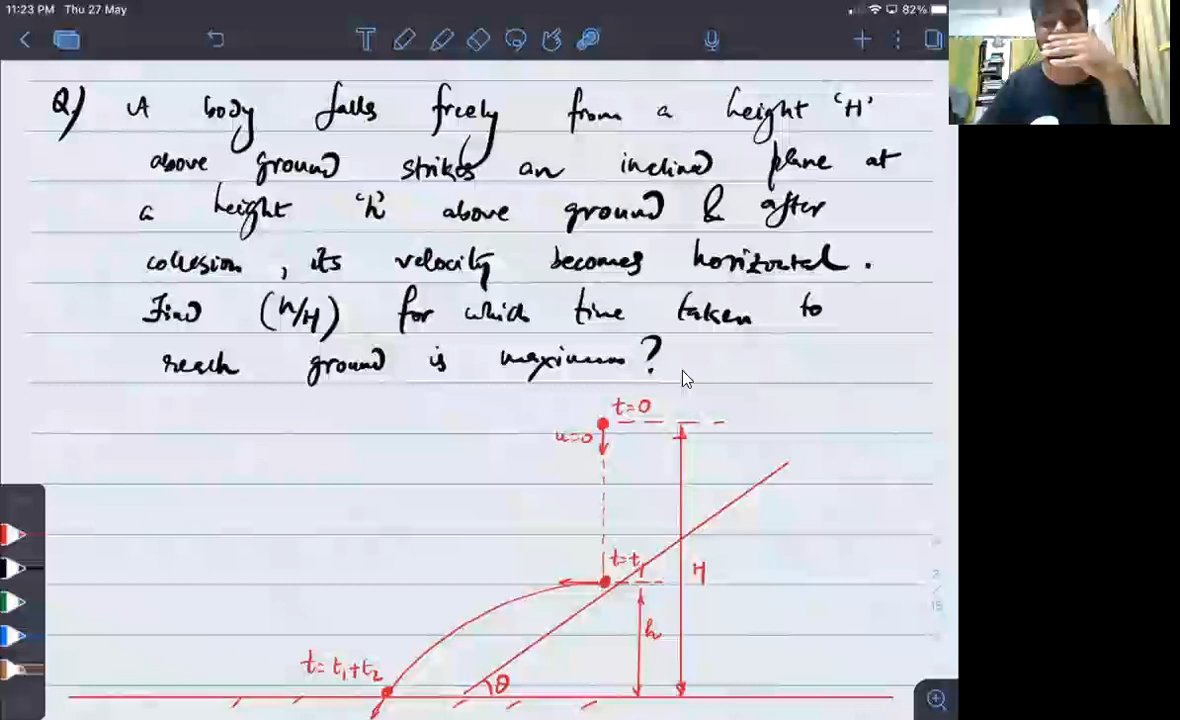 11:23 PM Thu 27 May
82%
Q) A body falls freely from a height 'H'
above ground strikes an inclined plane at
a height 'h' above ground & after
collesion, its velocity becomes horizontal.
Find (h/H) for which time taken to
reach ground is maximum?
t=0
u=0
t=t1
H
h
t=t1+t2
θ